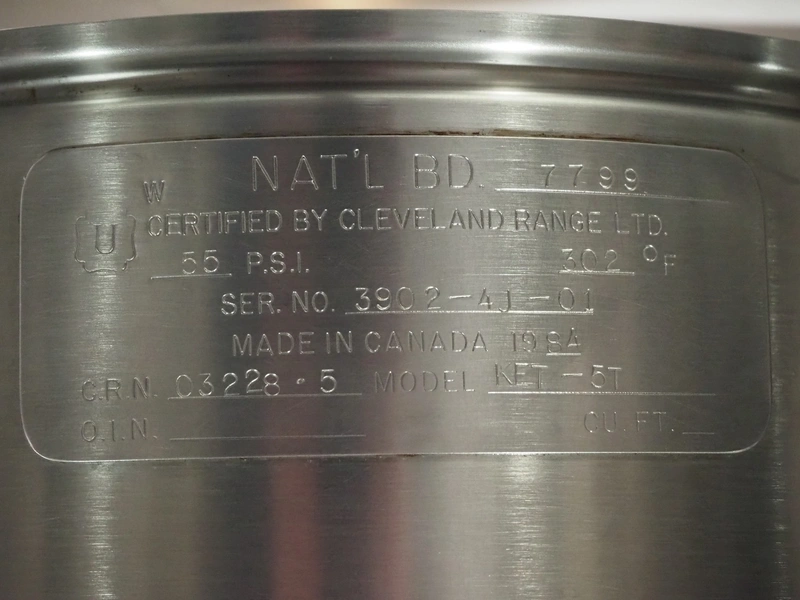 NAT'L BD. 7799
W
U
CERTIFIED BY CLEVELAND RANGE LTD.
55 P.S.I. 302 °F
SER. NO. 3902-4J-01
MADE IN CANADA 19 8A
C.R.N. C3228.5 MODEL KET-5T
O.I.N. CU. FT.